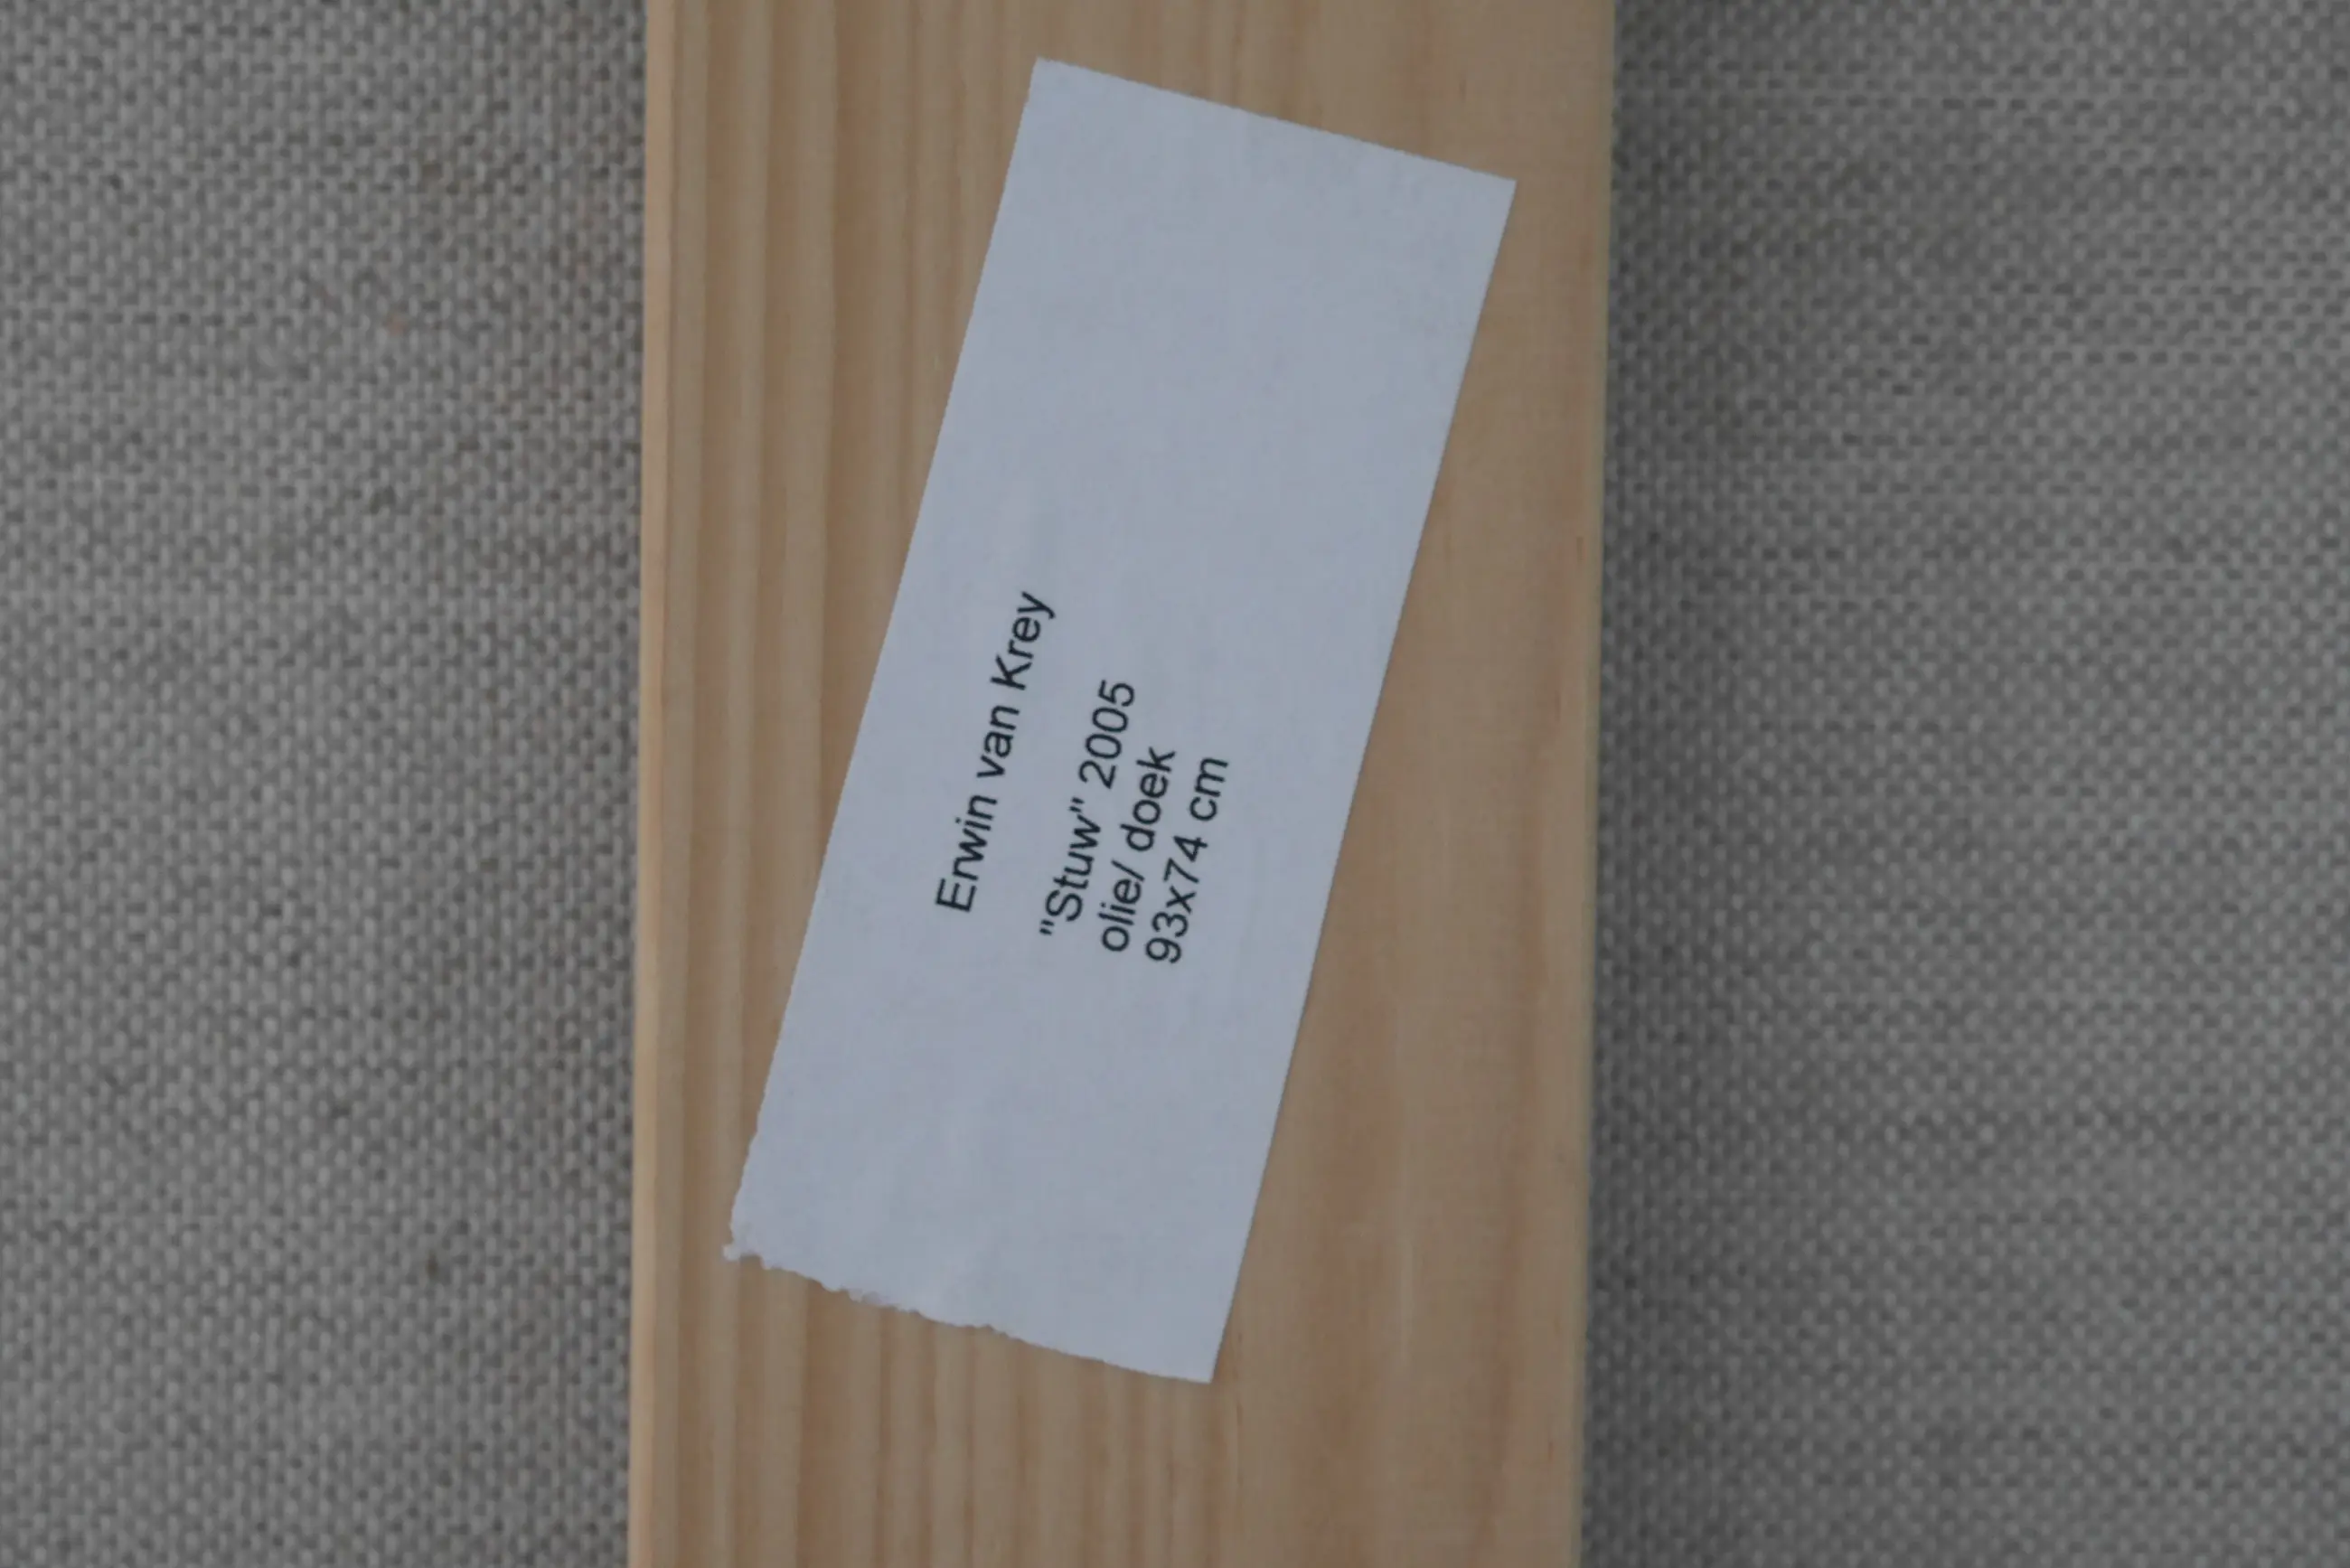 Erwin van Krey
"Stuw" 2005
olie/ doek
93x74 cm